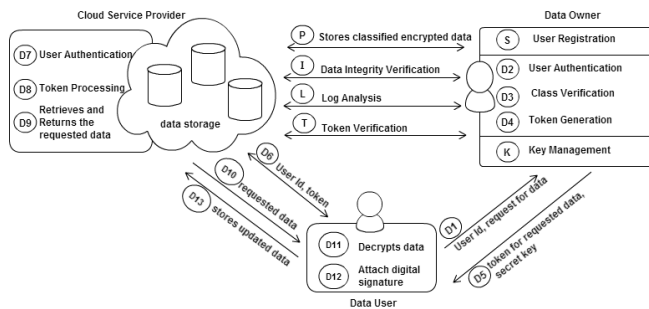 Cloud Service Provider
Data Owner
D7 User Authentication
D8 Token Processing
D9 Retrieves and
Returns the
requested data
data storage
P Stores classified encrypted data
I Data Integrity Verification
L Log Analysis
T Token Verification
S User Registration
D2 User Authentication
D3 Class Verification
D4 Token Generation
K Key Management
D6 User Id, token
D10 requested data
D13 stores updated data
D1 User Id, request for data
D5 token for requested data,
secret key
D11 Decrypts data
D12 Attach digital
signature
Data User